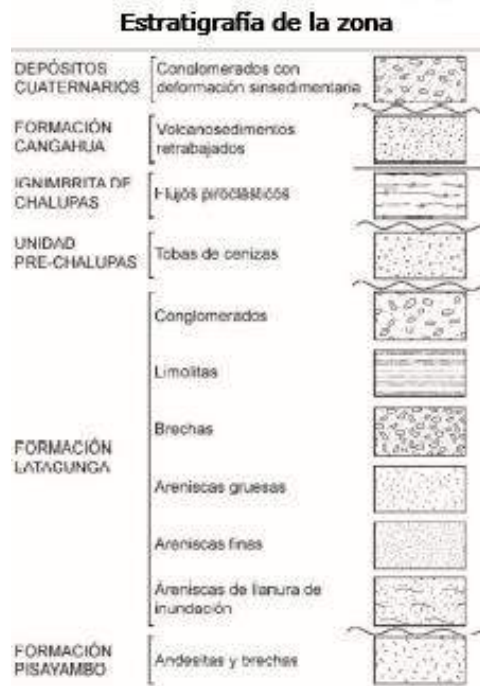 Estratigrafía de la zona
DEPÓSITOS
CUATERNARIOS
Conglomerados con
deformación sinsedimentaria
FORMACIÓN
CANGAHUA
Volcanosedimentos
retrabajados
IGNIMBRITA DE
CHALUPAS
Flujos piroclásticos
UNIDAD
PRE-CHALUPAS
Tobas de cenizas
FORMACIÓN
LATACUNGA
Conglomerados
Limolitas
Brechas
Areniscas gruesas
Areniscas finas
Areniscas de llanura de
inundación
FORMACIÓN
PISAYAMBO
Andesitas y brechas